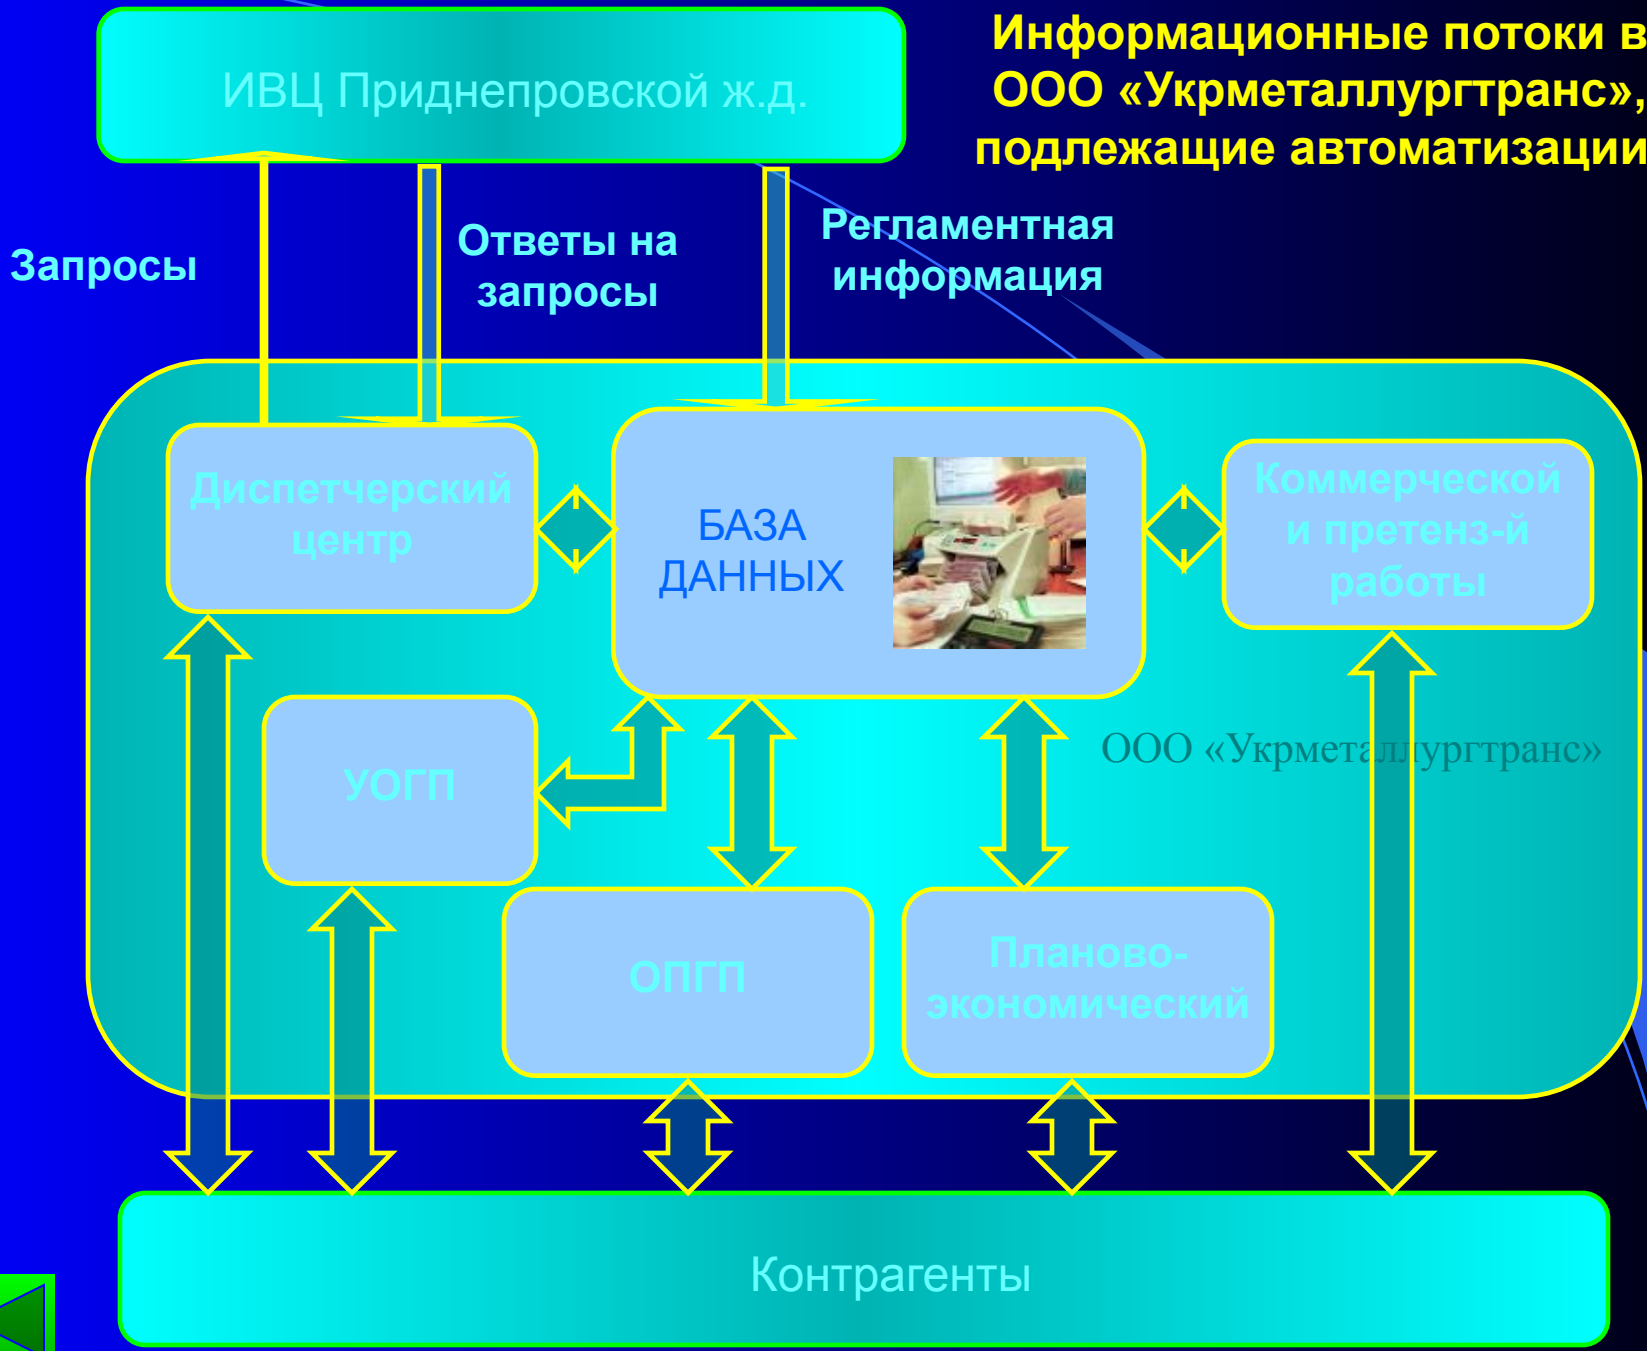 Информационные потоки в
ООО «Укрметаллургтранс»,
подлежащие автоматизации
ИВЦ Приднепровской ж.д.
Запросы
Ответы на
запросы
Регламентная
информация
Диспетчерский
центр
БАЗА
ДАННЫХ
Коммерческой
и претенз-й
работы
УОГП
ООО «Укрметаллургтранс»
ОПГП
Планово-
экономический
Контрагенты